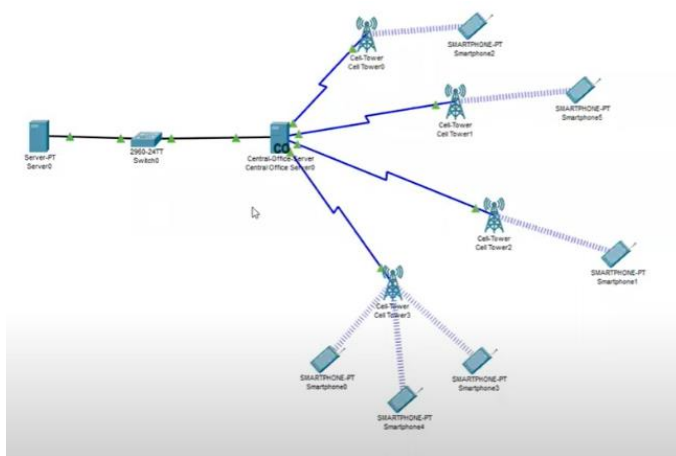 Cell-Tower
Cell Tower0
SMARTPHONE-PT
Smartphone2
Cell-Tower
Cell Tower1
SMARTPHONE-PT
Smartphone5
Server-PT
Server0
2960-24TT
Switch0
CO
Central-Office-Server
Central Office Server0
Cell-Tower
Cell Tower2
SMARTPHONE-PT
Smartphone1
Cell-Tower
Cell Tower3
SMARTPHONE-PT
Smartphone0
SMARTPHONE-PT
Smartphone3
SMARTPHONE-PT
Smartphone4